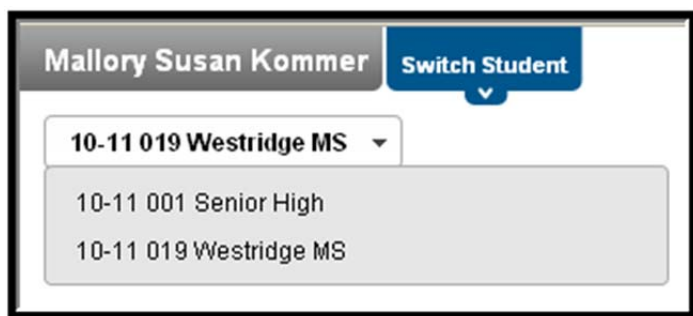 Mallory Susan Kommer Switch Student
10-11 019 Westridge MS
10-11 001 Senior High
10-11 019 Westridge MS